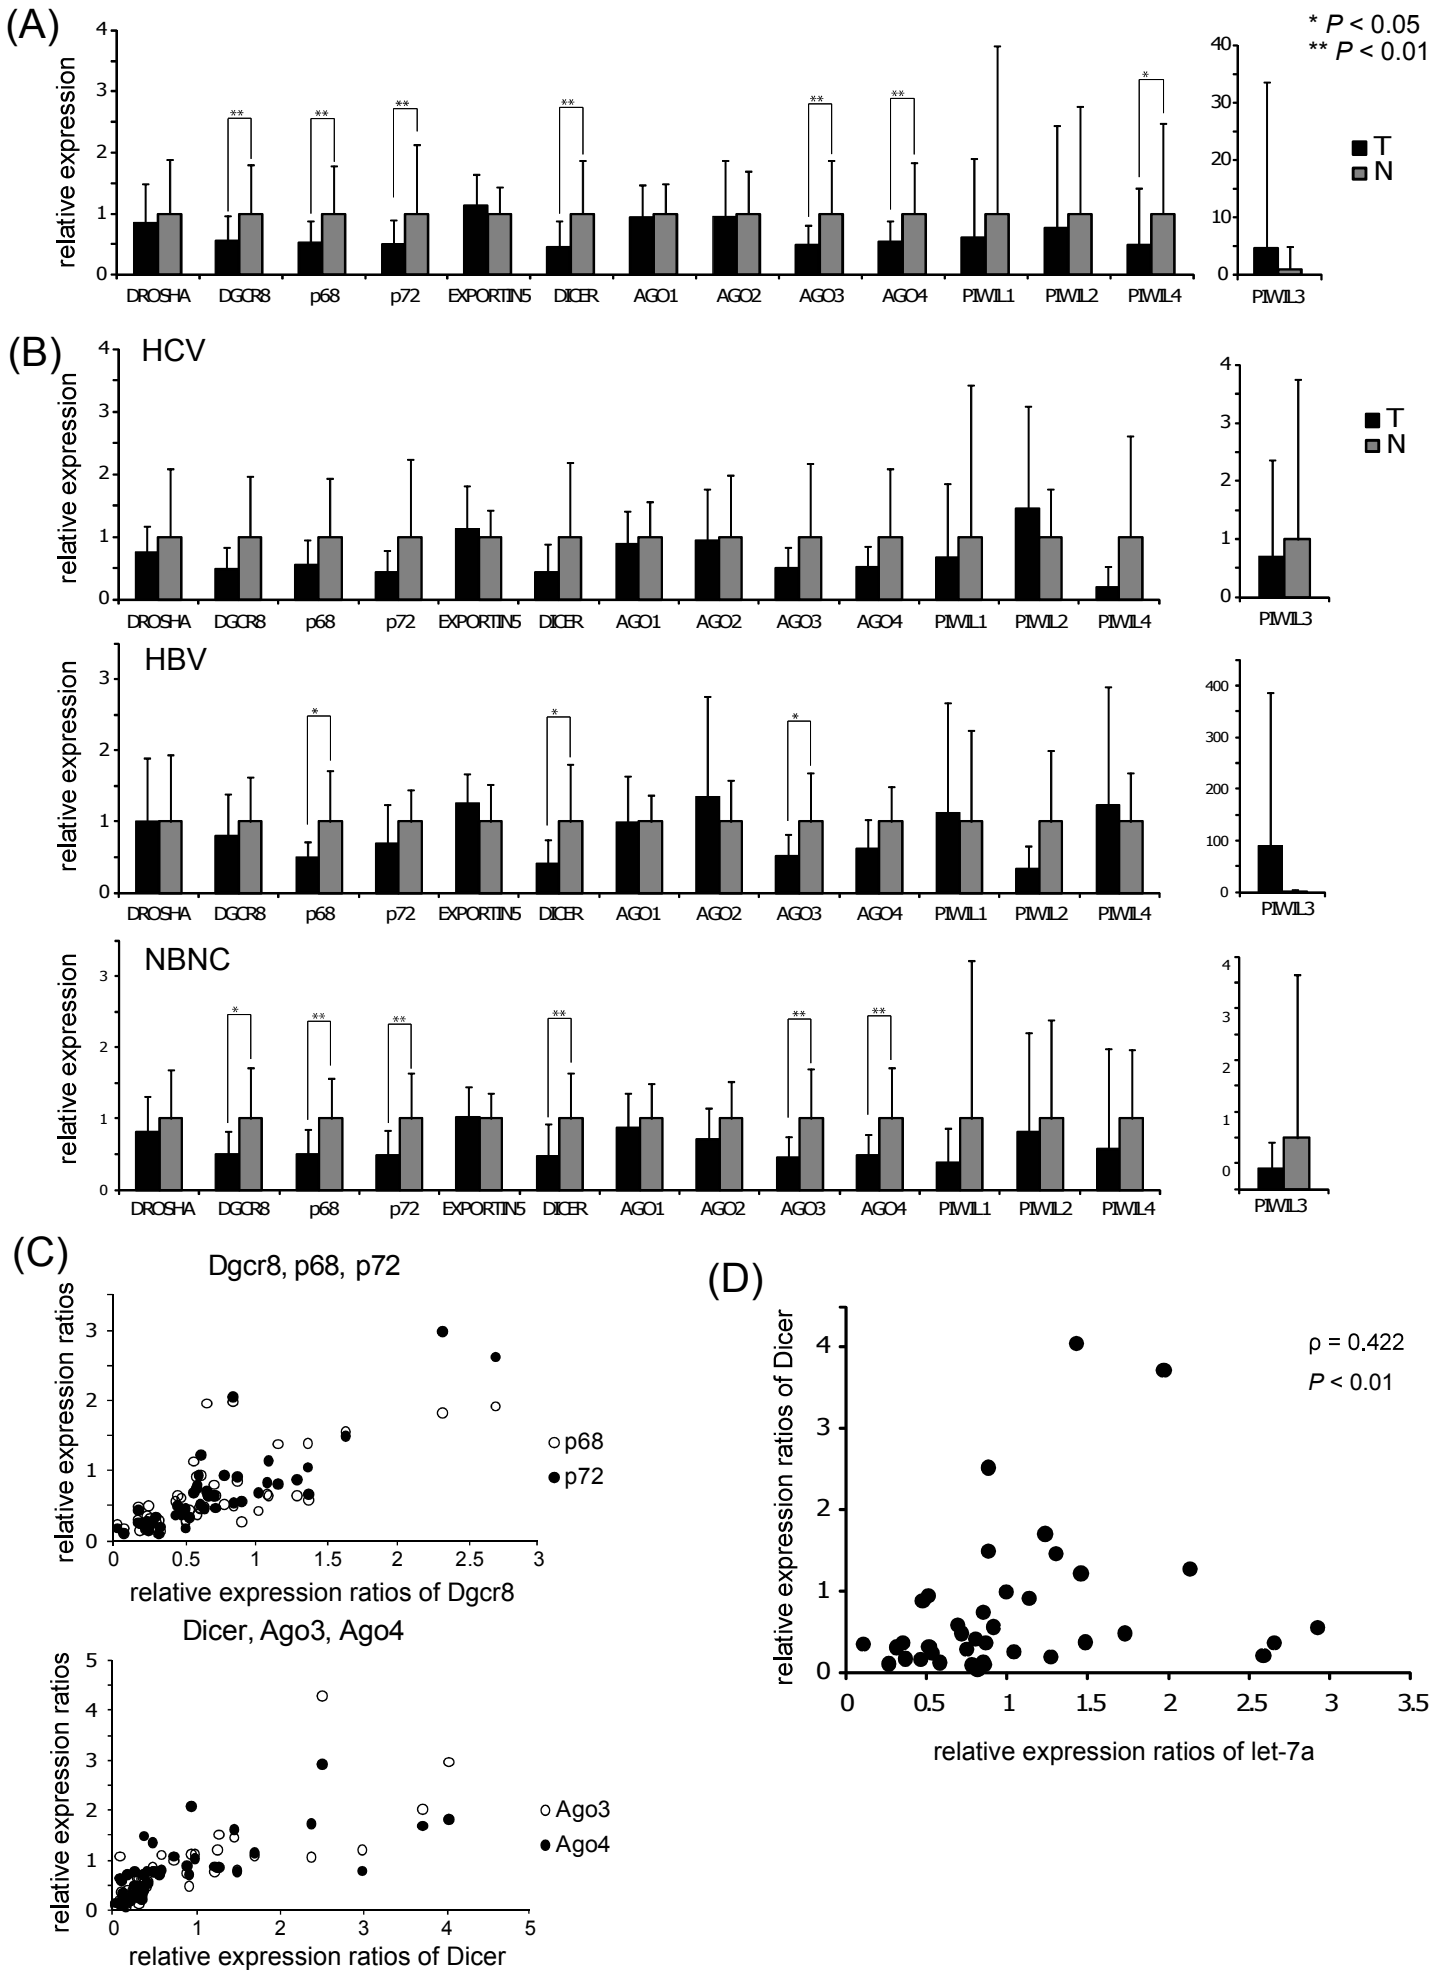 (A)
* P < 0.05
** P < 0.01
relative expression
4
3
2
1
0
** ** ** ** ** ** *
DROSHA DGCR8 p68 p72 EXPORTIN5 DICER AGO1 AGO2 AGO3 AGO4 PIWIL1 PIWIL2 PIWIL4
40
30
20
10
0
PIWIL3
T
N
(B)
HCV
relative expression
4
3
2
1
0
DROSHA DGCR8 p68 p72 EXPORTIN5 DICER AGO1 AGO2 AGO3 AGO4 PIWIL1 PIWIL2 PIWIL4
4
3
2
1
0
PIWIL3
T
N
HBV
relative expression
3
2
1
0
* * *
DROSHA DGCR8 p68 p72 EXPORTIN5 DICER AGO1 AGO2 AGO3 AGO4 PIWIL1 PIWIL2 PIWIL4
400
300
200
100
0
PIWIL3
NBNC
relative expression
3
2
1
0
* ** ** ** ** **
DROSHA DGCR8 p68 p72 EXPORTIN5 DICER AGO1 AGO2 AGO3 AGO4 PIWIL1 PIWIL2 PIWIL4
4
3
2
1
0
PIWIL3
(C)
Dgcr8, p68, p72
relative expression ratios
3
2
1
0
0 0.5 1 1.5 2 2.5 3
relative expression ratios of Dgcr8
p68
p72
Dicer, Ago3, Ago4
relative expression ratios
5
4
3
2
1
0
0 1 2 3 4 5
relative expression ratios of Dicer
Ago3
Ago4
(D)
relative expression ratios of Dicer
4
3
2
1
0
0 0.5 1 1.5 2 2.5 3 3.5
relative expression ratios of let-7a
ρ = 0.422
P < 0.01